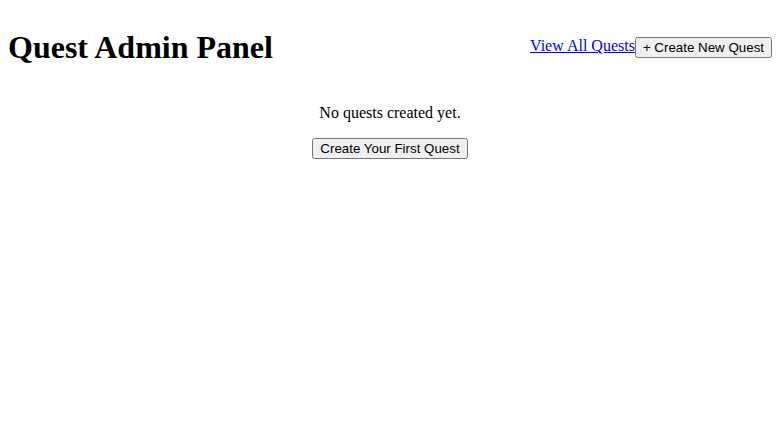 Quest Admin Panel
View All Quests
+ Create New Quest
No quests created yet.
Create Your First Quest